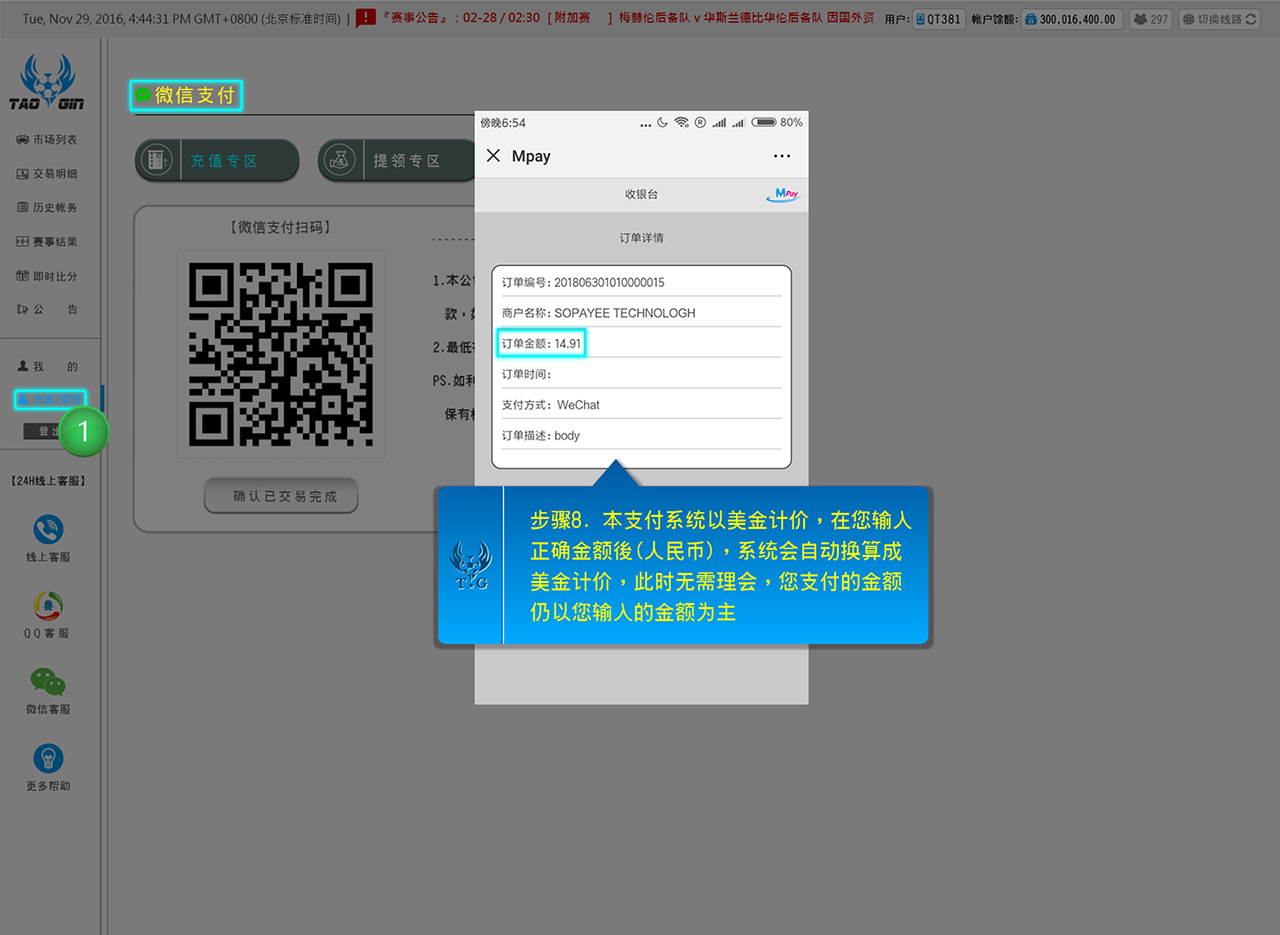 Tue, Nov 29, 2016, 4:44:31 PM GMT+0800 (北京标准时间) |
『赛事公告』 : 02-28 / 02:30 [ 附加赛 ] 梅赫伦后备队 v 华斯兰德比华伦后备队 因国外资
用户: QT381
帐户馀额: 300,016,400.00
297
切换线路
TAO GIN
市场列表
交易明细
历史帐务
赛事结果
即时比分
公 告
我 的
登出
1
【24H线上客服】
线上客服
QQ客服
微信客服
更多帮助
微信支付
充值专区
提领专区
【微信支付扫码】
确认已交易完成
1.本公
款,
2.最低
PS.如利
保有
傍晚6:54
80%
Mpay
收银台
MPay
订单详情
订单编号: 201806301010000015
商户名称: SOPAYEE TECHNOLOGH
订单金额: 14.91
订单时间:
支付方式: WeChat
订单描述: body
T.G
步骤8. 本支付系统以美金计价，在您输入
正确金额後(人民币)，系统会自动换算成
美金计价，此时无需理会，您支付的金额
仍以您输入的金额为主